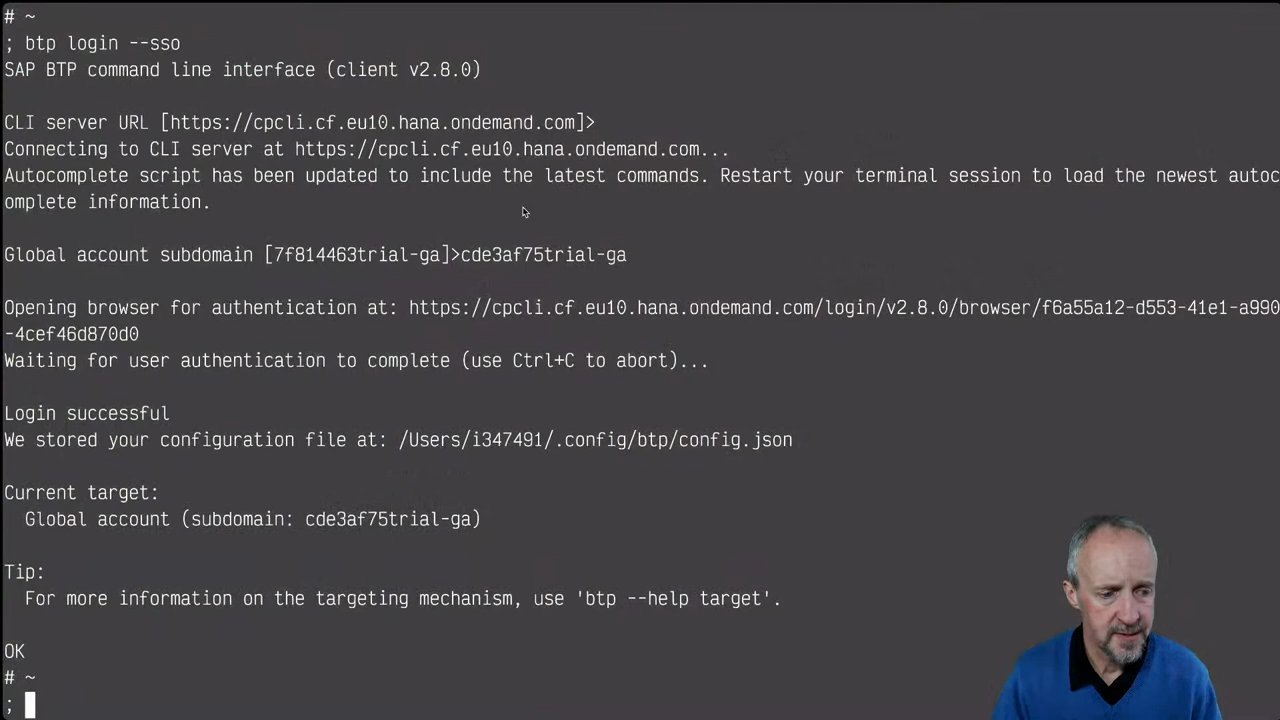 # ~
; btp login --sso
SAP BTP command line interface (client v2.8.0)
CLI server URL [https://cpcli.cf.eu10.hana.ondemand.com]>
Connecting to CLI server at https://cpcli.cf.eu10.hana.ondemand.com...
Autocomplete script has been updated to include the latest commands. Restart your terminal session to load the newest autoc
omplete information.
Global account subdomain [7f814463trial-ga]>cde3af75trial-ga
Opening browser for authentication at: https://cpcli.cf.eu10.hana.ondemand.com/login/v2.8.0/browser/f6a55a12-d553-41e1-a990
-4cef46d870d0
Waiting for user authentication to complete (use Ctrl+C to abort)...
Login successful
We stored your configuration file at: /Users/i347491/.config/btp/config.json
Current target:
  Global account (subdomain: cde3af75trial-ga)
Tip:
  For more information on the targeting mechanism, use 'btp --help target'.
OK
# ~
;